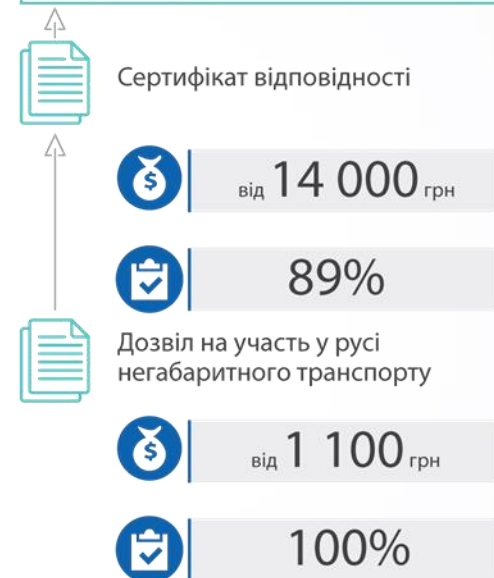 Сертифікат відповідності
від 14 000 грн
89%
Дозвіл на участь у русі
негабаритного транспорту
від 1 100 грн
100%